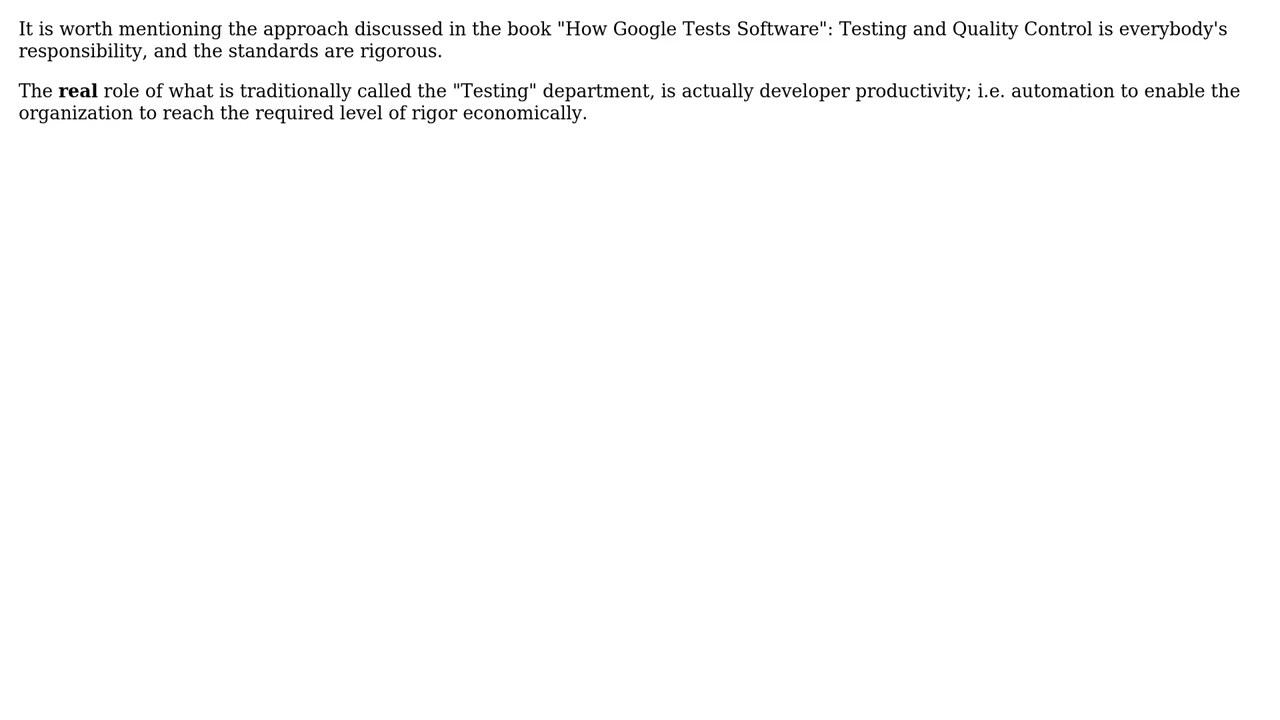 It is worth mentioning the approach discussed in the book "How Google Tests Software": Testing and Quality Control is everybody's
responsibility, and the standards are rigorous.
The real role of what is traditionally called the "Testing" department, is actually developer productivity; i.e. automation to enable the
organization to reach the required level of rigor economically.